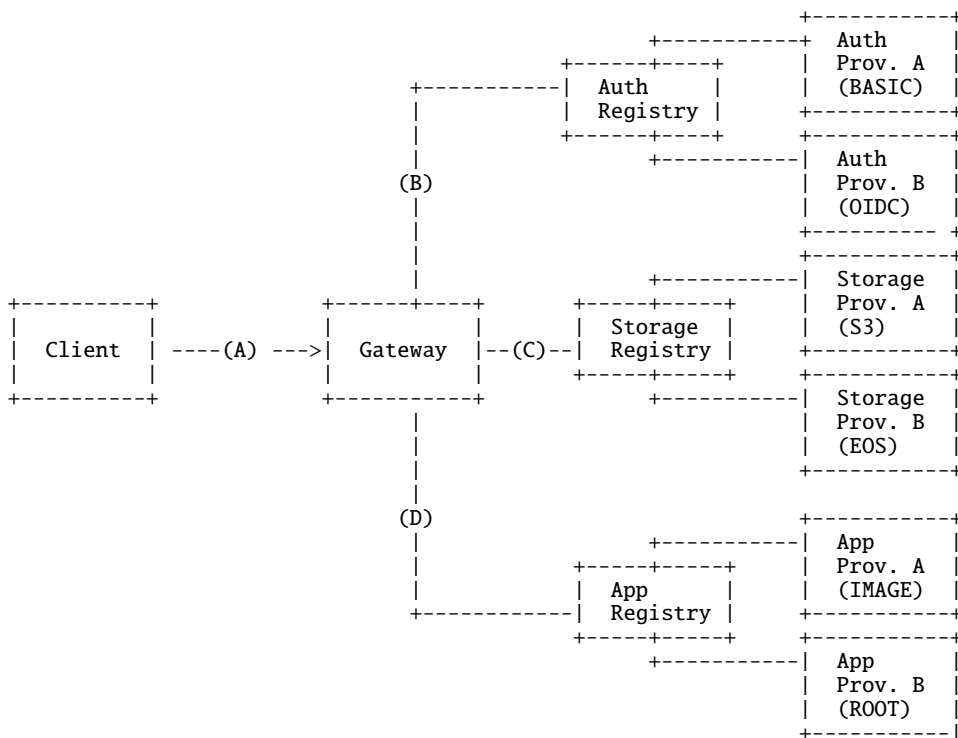 Auth
Prov. A
(BASIC)
Auth
Registry
Auth
Prov. B
(OIDC)
(B)
Storage
Prov. A
(S3)
Client
(A)
Gateway
(C)
Storage
Registry
Storage
Prov. B
(EOS)
(D)
App
Prov. A
(IMAGE)
App
Registry
App
Prov. B
(ROOT)